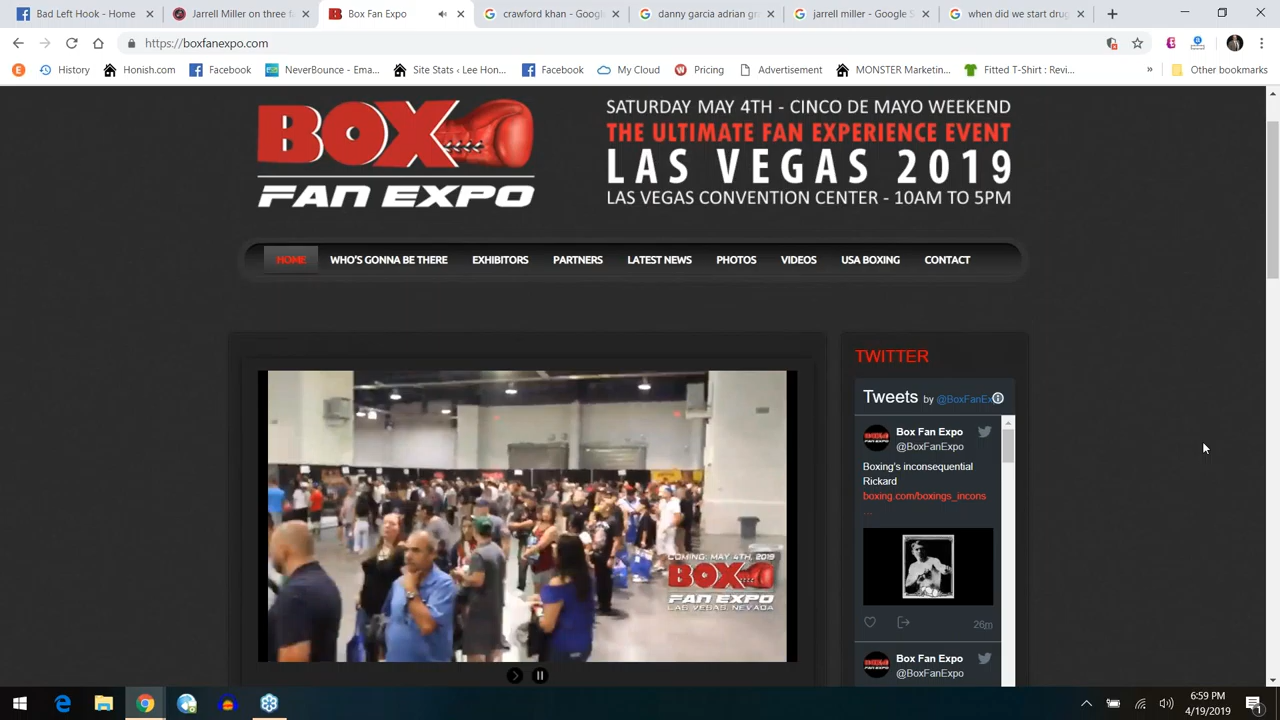 Bad Left Hook - Home
Jarrell Miller on three f
Box Fan Expo
crawford khan - Goog
danny garcia adrian gr
jarrell miller - Google S
when did we start drug
https://boxfanexpo.com
History
Honish.com
Facebook
NeverBounce - Ema...
Site Stats ‹ Lee Hon...
Facebook
My Cloud
Pricing
Advertisement
MONSTER Marketin...
Fitted T-Shirt : Revi...
»
Other bookmarks
BOX
FAN EXPO
SATURDAY MAY 4TH - CINCO DE MAYO WEEKEND
THE ULTIMATE FAN EXPERIENCE EVENT
LAS VEGAS 2019
LAS VEGAS CONVENTION CENTER - 10AM TO 5PM
HOME
WHO'S GONNA BE THERE
EXHIBITORS
PARTNERS
LATEST NEWS
PHOTOS
VIDEOS
USA BOXING
CONTACT
TWITTER
Tweets by @BoxFanEx
Box Fan Expo
@BoxFanExpo
Boxing's inconsequential
Rickard
boxing.com/boxings_incons
…
26m
Box Fan Expo
@BoxFanExpo
COMING: MAY 4TH, 2019
BOX
FAN EXPO
LAS VEGAS, NEVADA
6:59 PM
4/19/2019
1